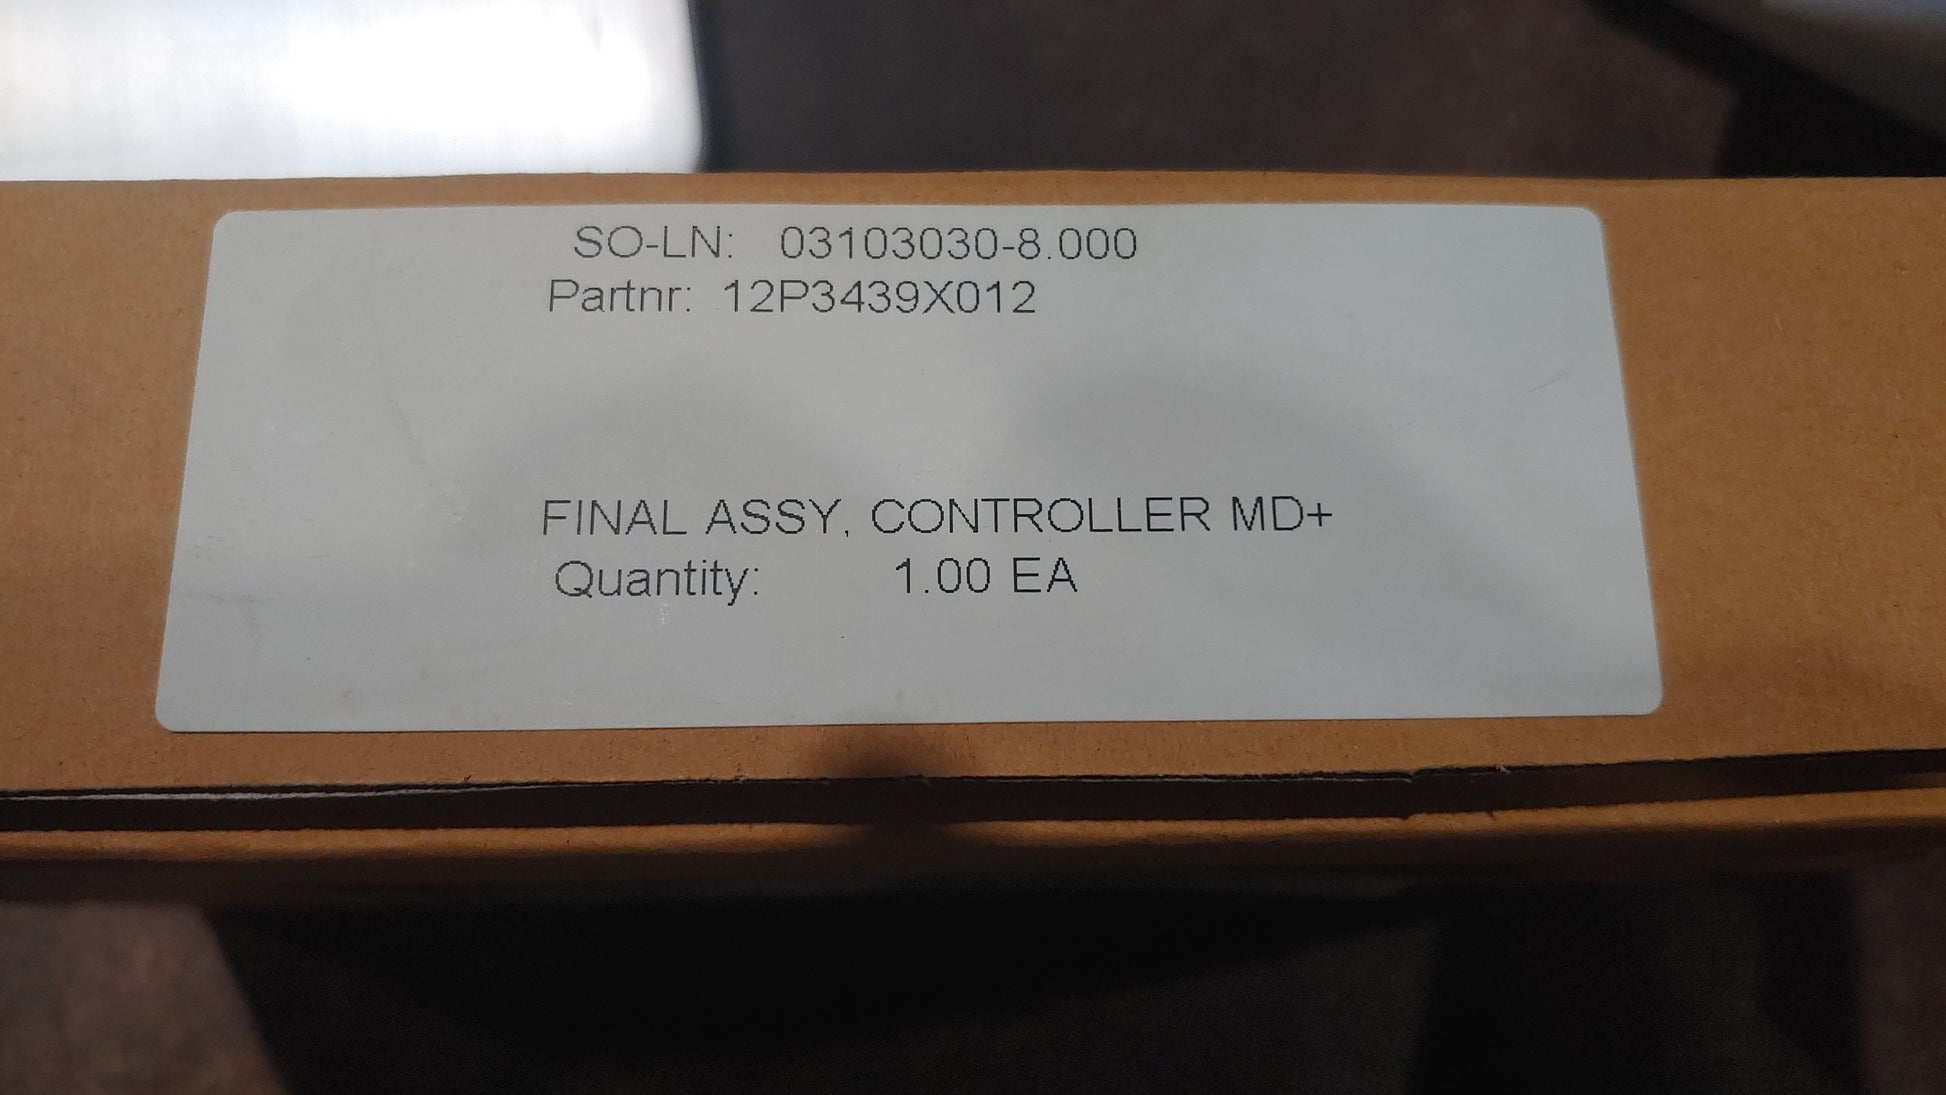 SO-LN: 03103030-8.000
Partnr: 12P3439X012
FINAL ASSY, CONTROLLER MD+
Quantity: 1.00 EA